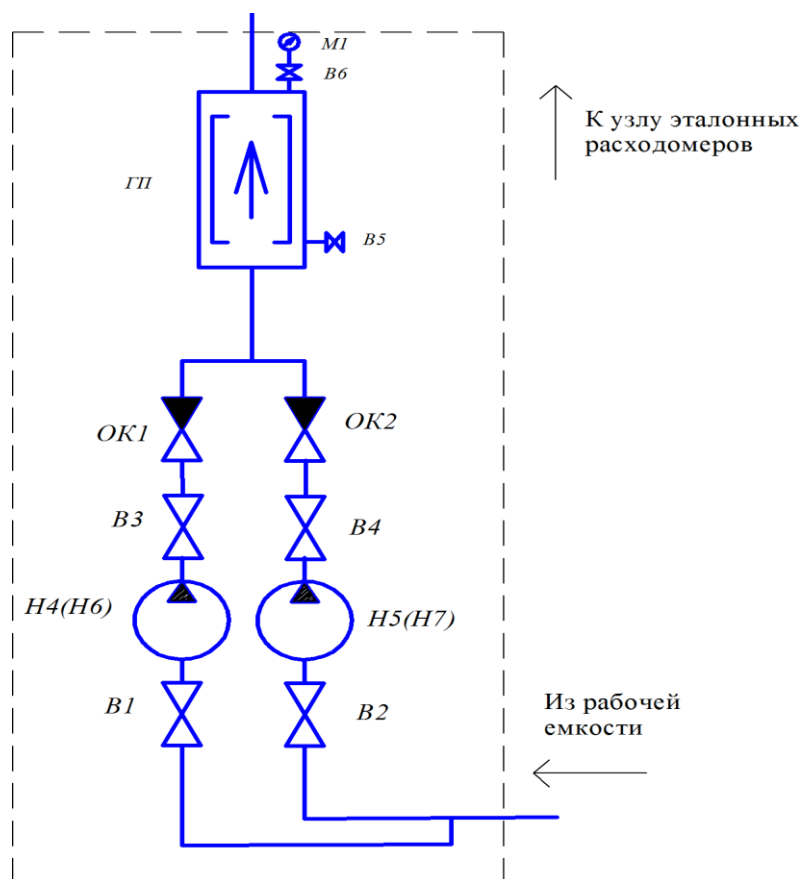 М1
В6
К узлу эталонных
расходомеров
ГП
В5
ОК1
ОК2
В3
В4
Н4(Н6)
Н5(Н7)
В1
В2
Из рабочей
емкости